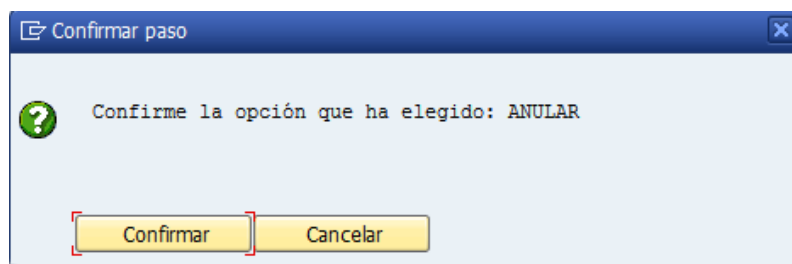 Confirmar paso
Confirme la opción que ha elegido: ANULAR
Confirmar Cancelar